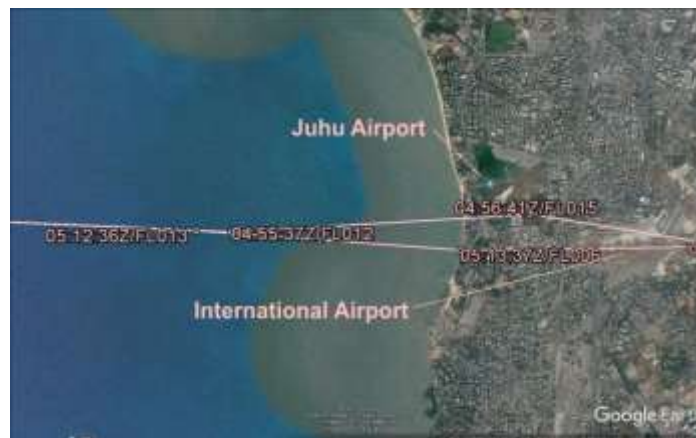 Juhu Airport
04:56:41Z/FL015
05:12:36Z/FL013
04:55:37Z/FL012
05:13:37Z/FL006
International Airport
Google Earth